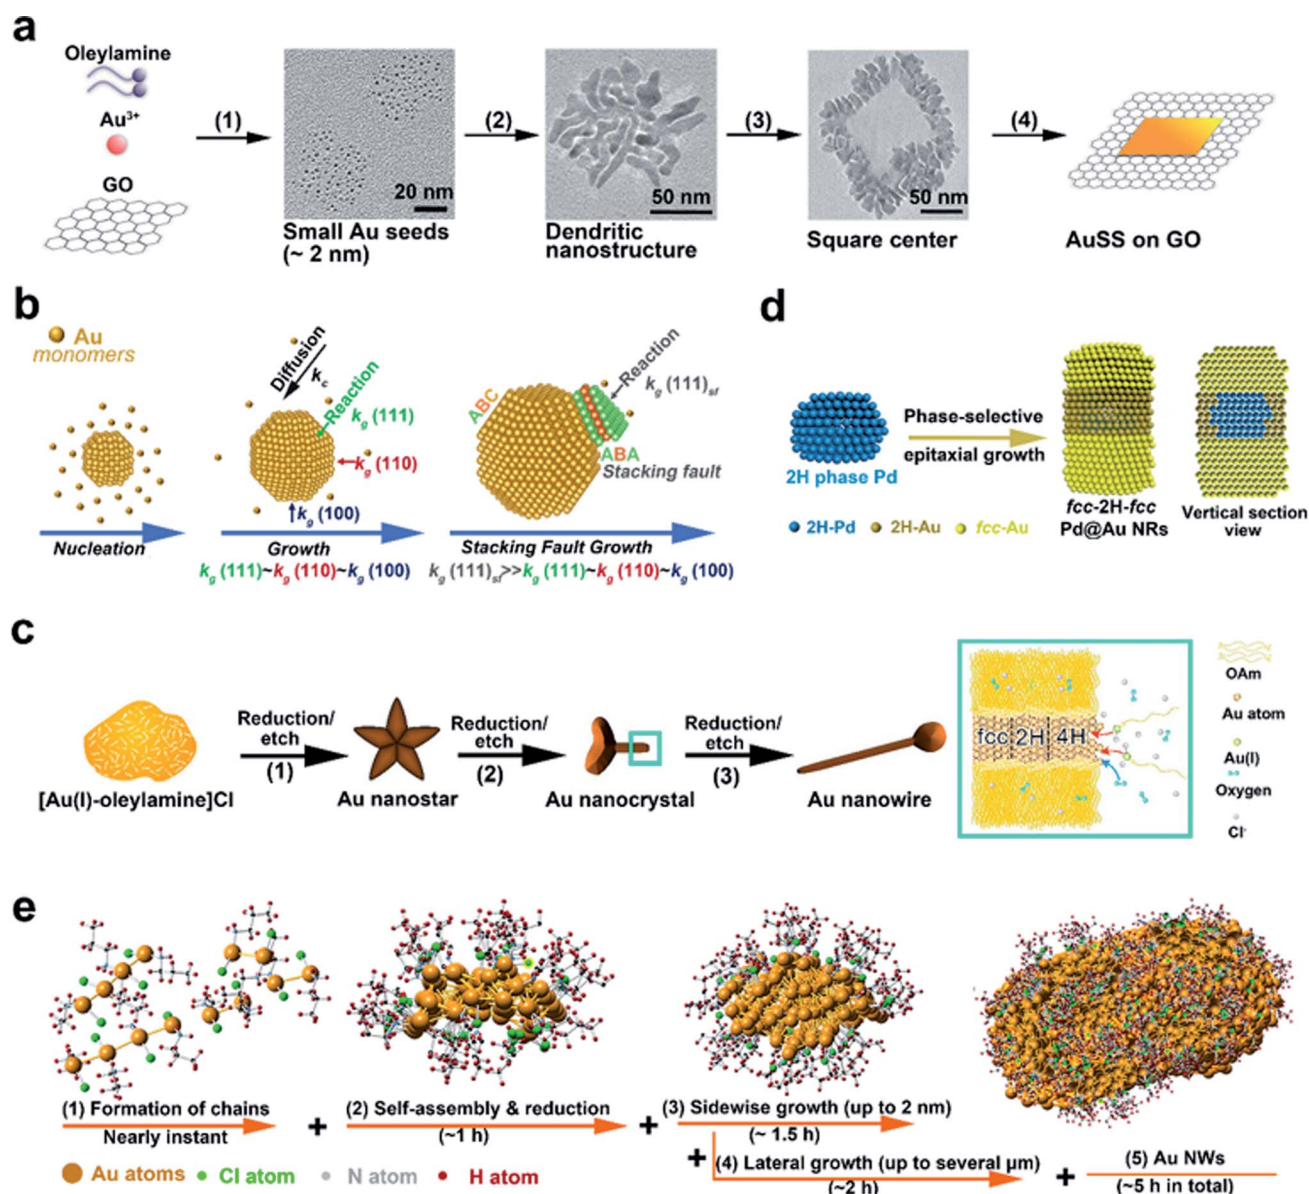 a
Oleylamine
Au³⁺
GO
(1)
20 nm
Small Au seeds
(~ 2 nm)
(2)
50 nm
Dendritic
nanostructure
(3)
50 nm
Square center
(4)
AuSS on GO
b
Au
monomers
Nucleation
Diffusion
k_c
Reaction
k_g (111)
k_g (110)
k_g (100)
Growth
k_g (111)~k_g (110)~k_g (100)
ABC
ABA
Stacking fault
Reaction
k_g (111)_sf
Stacking Fault Growth
k_g (111)_sf>>k_g (111)~k_g (110)~k_g (100)
d
2H phase Pd
Phase-selective
epitaxial growth
fcc-2H-fcc
Pd@Au NRs
Vertical section
view
2H-Pd
2H-Au
fcc-Au
c
[Au(I)-oleylamine]Cl
Reduction/
etch
(1)
Au nanostar
Reduction/
etch
(2)
Au nanocrystal
Reduction/
etch
(3)
Au nanowire
fcc 2H 4H
OAm
Au atom
Au(I)
Oxygen
Cl⁻
e
(1) Formation of chains
Nearly instant
+
(2) Self-assembly & reduction
(~1 h)
+
(3) Sidewise growth (up to 2 nm)
(~ 1.5 h)
+
(4) Lateral growth (up to several μm)
(~2 h)
+
(5) Au NWs
(~5 h in total)
Au atoms
Cl atom
N atom
H atom